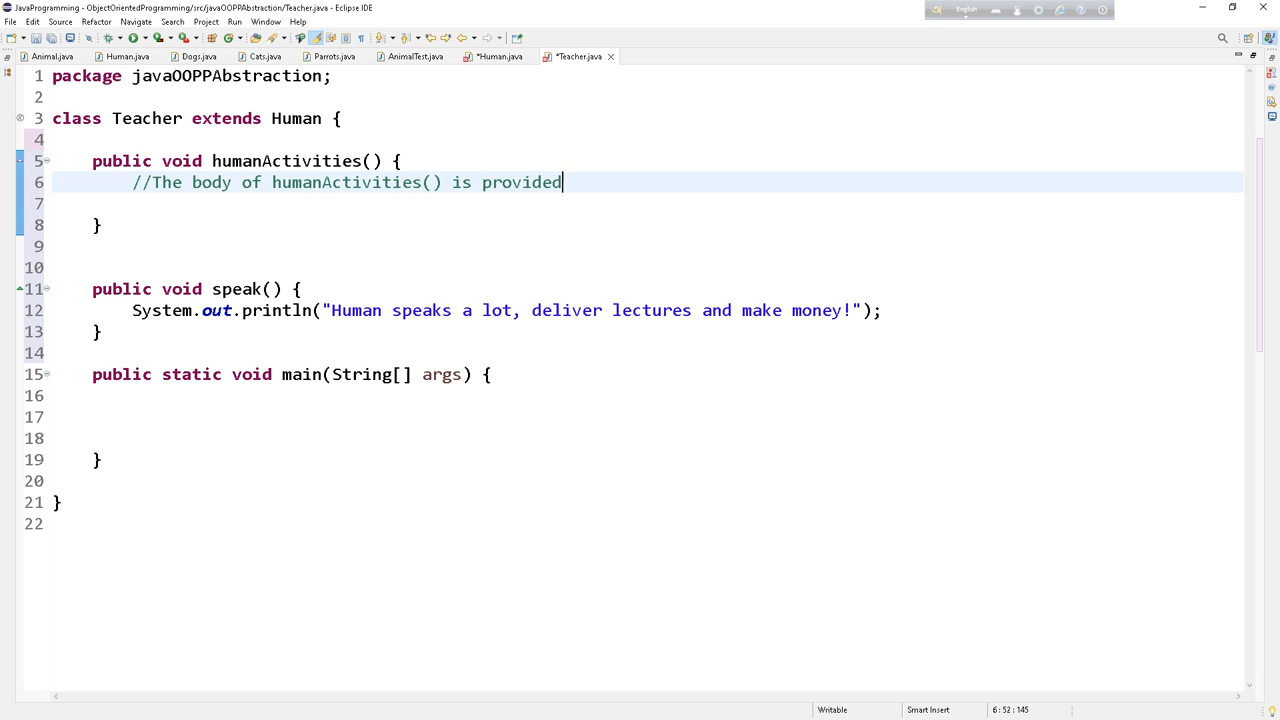 JavaProgramming - ObjectOrientedProgramming/src/javaOOPPAbstraction/Teacher.java - Eclipse IDE
English
File Edit Source Refactor Navigate Search Project Run Window Help
Animal.java Human.java Dogs.java Cats.java Parrots.java AnimalTest.java *Human.java *Teacher.java
1 package javaOOPPAbstraction;
2
3 class Teacher extends Human {
4
5 public void humanActivities() {
6 //The body of humanActivities() is provided
7
8 }
9
10
11 public void speak() {
12 System.out.println("Human speaks a lot, deliver lectures and make money!");
13 }
14
15 public static void main(String[] args) {
16
17
18
19 }
20
21 }
22
Writable Smart Insert 6 : 52 : 145